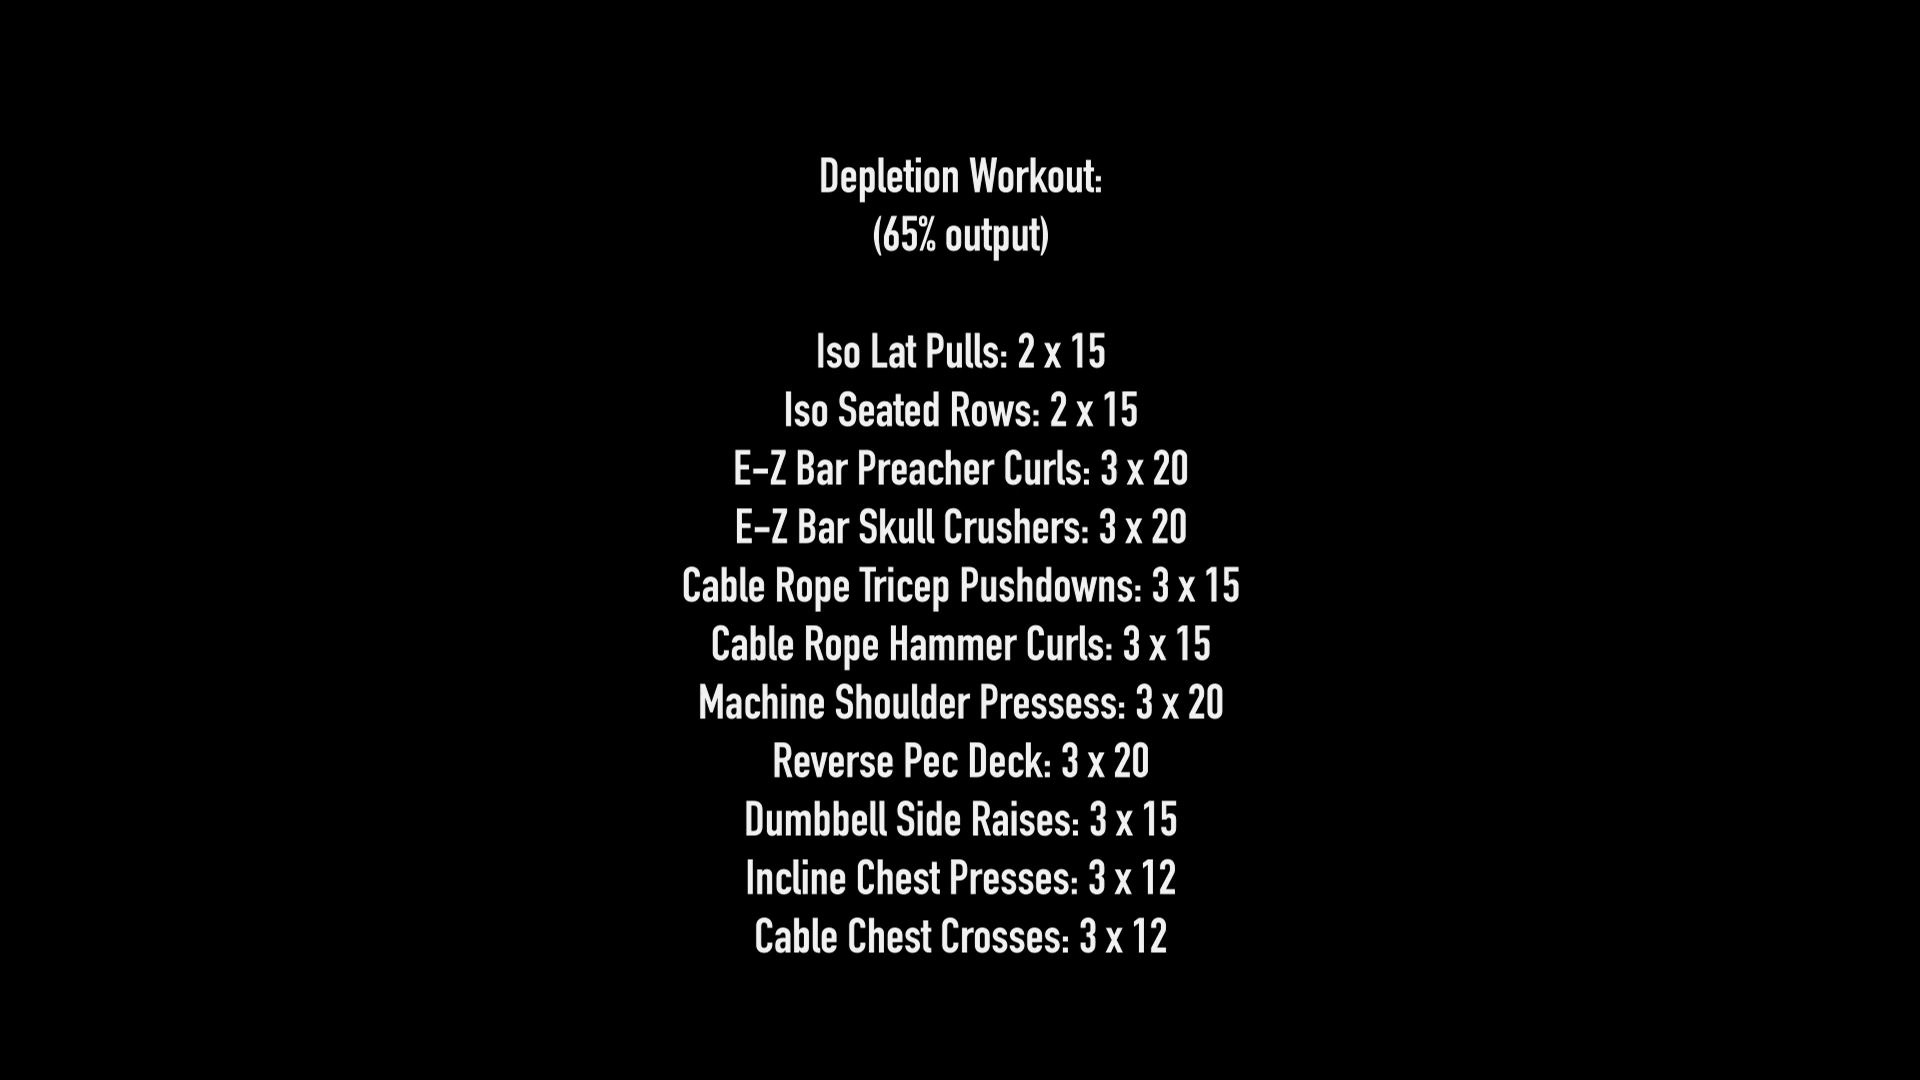 Depletion Workout:
(65% output)
Iso Lat Pulls: 2 x 15
Iso Seated Rows: 2 x 15
E-Z Bar Preacher Curls: 3 x 20
E-Z Bar Skull Crushers: 3 x 20
Cable Rope Tricep Pushdowns: 3 x 15
Cable Rope Hammer Curls: 3 x 15
Machine Shoulder Pressess: 3 x 20
Reverse Pec Deck: 3 x 20
Dumbbell Side Raises: 3 x 15
Incline Chest Presses: 3 x 12
Cable Chest Crosses: 3 x 12